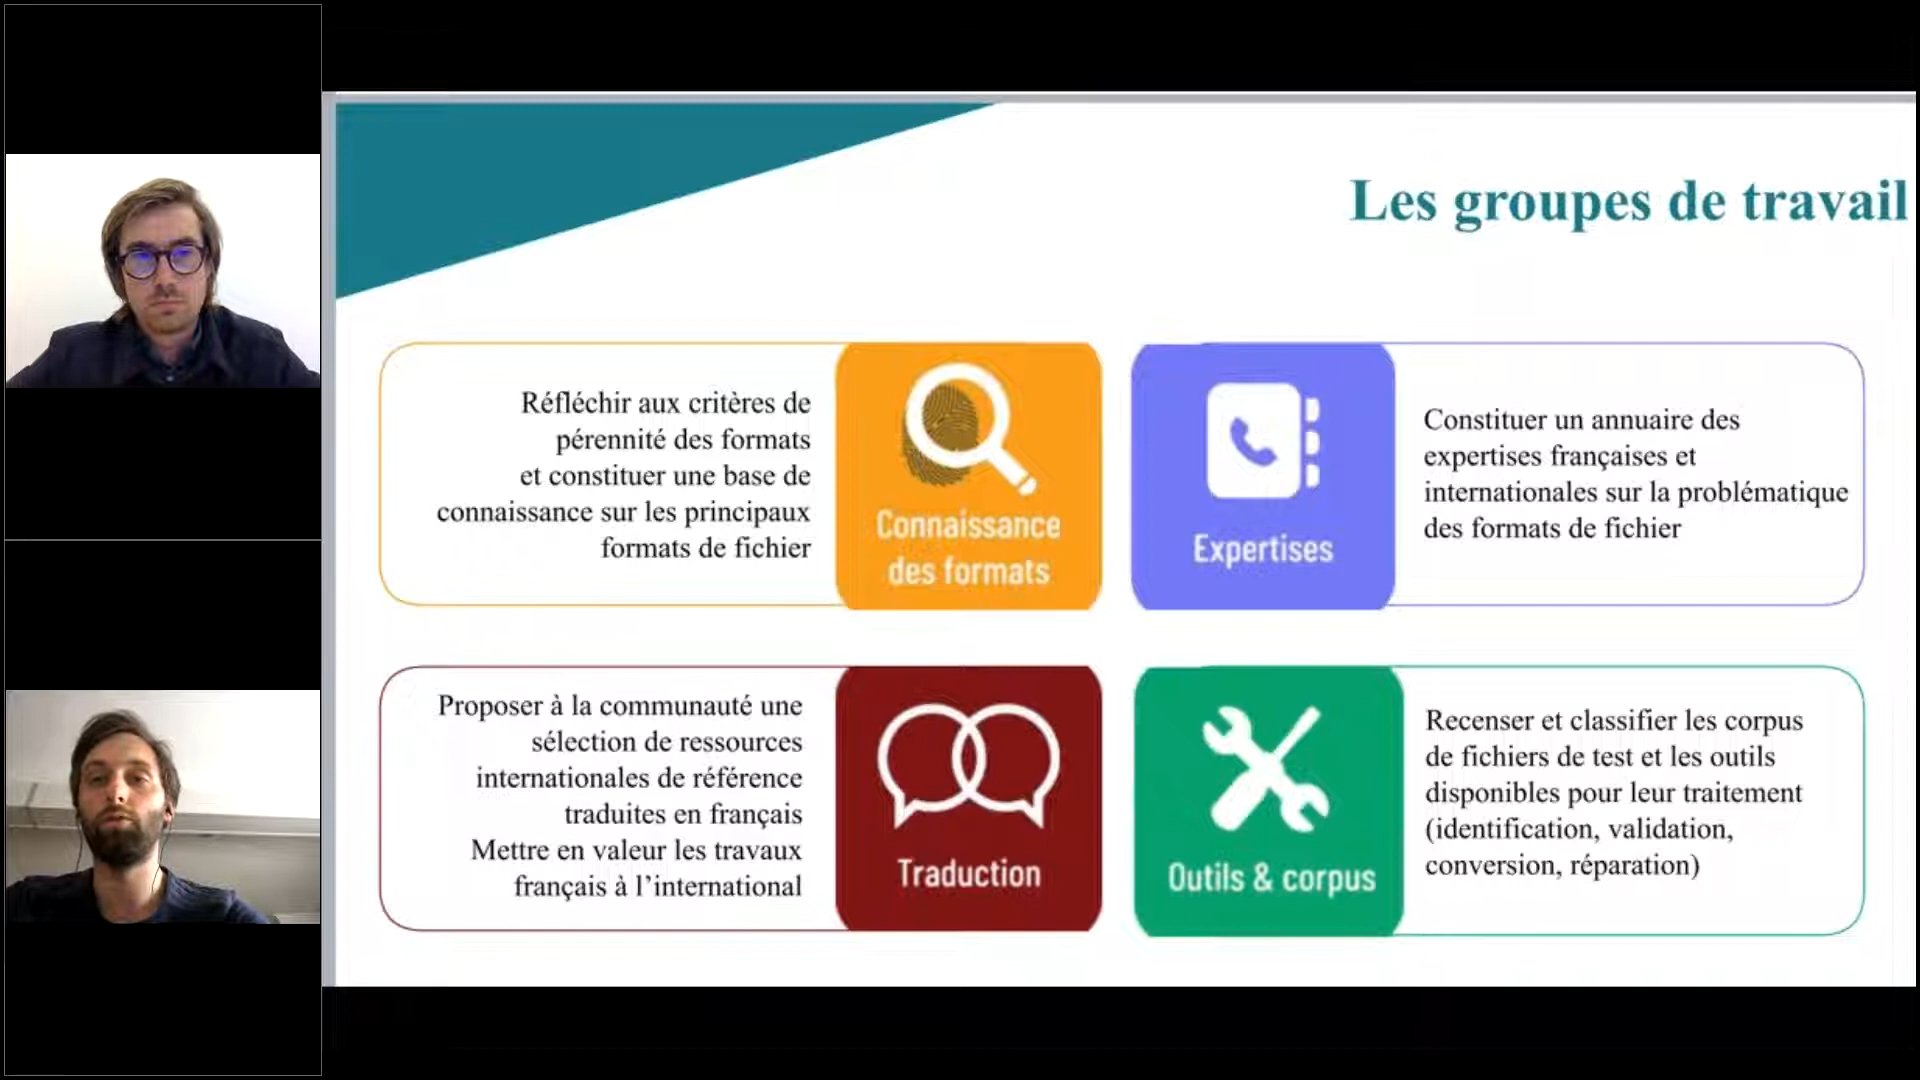 Les groupes de travail
Réfléchir aux critères de
pérennité des formats
et constituer une base de
connaissance sur les principaux
formats de fichier
Connaissance
des formats
Expertises
Constituer un annuaire des
expertises françaises et
internationales sur la problématique
des formats de fichier
Proposer à la communauté une
sélection de ressources
internationales de référence
traduites en français
Mettre en valeur les travaux
français à l’international
Traduction
Outils & corpus
Recenser et classifier les corpus
de fichiers de test et les outils
disponibles pour leur traitement
(identification, validation,
conversion, réparation)